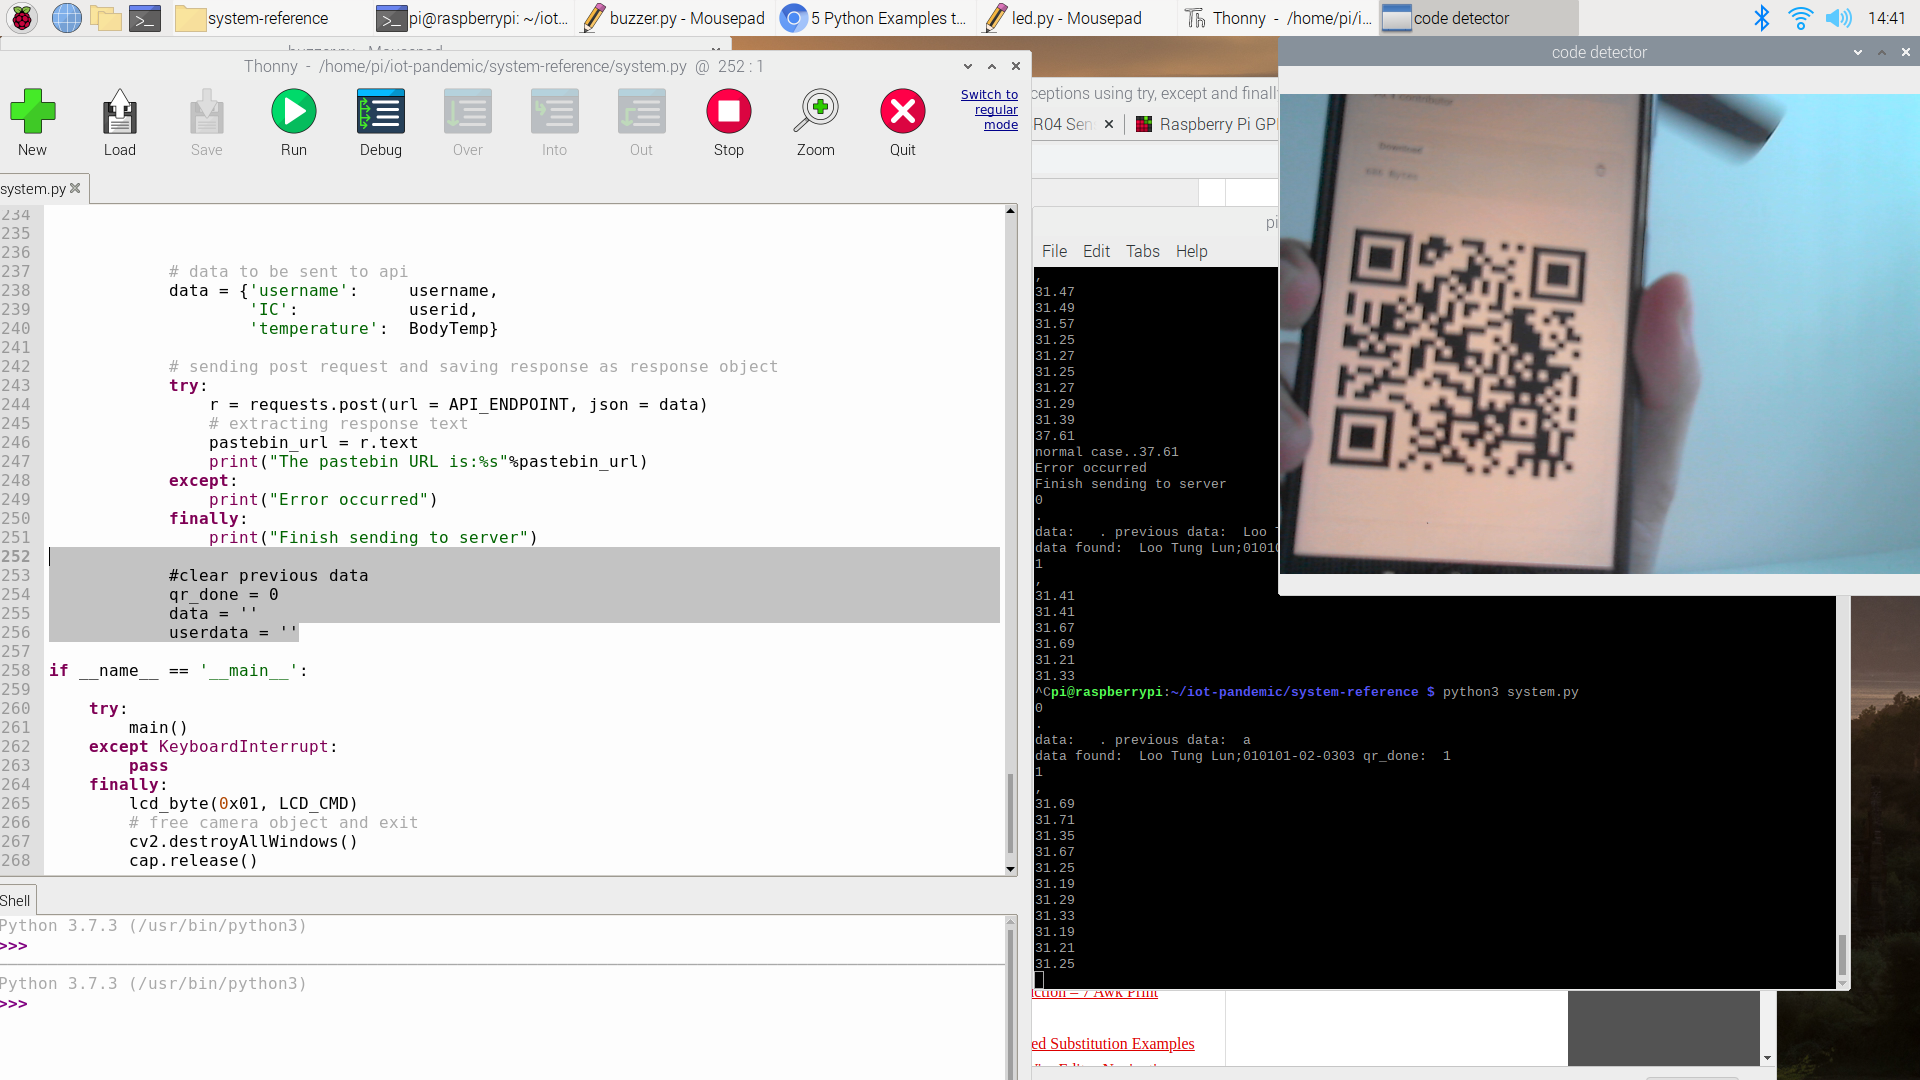 system-reference
pi@raspberrypi: ~/iot...
buzzer.py - Mousepad
5 Python Examples t...
led.py - Mousepad
Thonny  -  /home/pi/i...
code detector
14:41
Thonny  -  /home/pi/iot-pandemic/system-reference/system.py  @  252 : 1
New
Load
Save
Run
Debug
Over
Into
Out
Stop
Zoom
Quit
Switch to
regular
mode
system.py
234
235
236
237 # data to be sent to api
238 data = {'username':     username,
239 'IC':           userid,
240 'temperature':  BodyTemp}
241
242 # sending post request and saving response as response object
243 try:
244 r = requests.post(url = API_ENDPOINT, json = data)
245 # extracting response text
246 pastebin_url = r.text
247 print("The pastebin URL is:%s"%pastebin_url)
248 except:
249 print("Error occurred")
250 finally:
251 print("Finish sending to server")
252
253 #clear previous data
254 qr_done = 0
255 data = ''
256 userdata = ''
257
258 if __name__ == '__main__':
259
260 try:
261 main()
262 except KeyboardInterrupt:
263 pass
264 finally:
265 lcd_byte(0x01, LCD_CMD)
266 # free camera object and exit
267 cv2.destroyAllWindows()
268 cap.release()
Shell
Python 3.7.3 (/usr/bin/python3)
>>>
Python 3.7.3 (/usr/bin/python3)
>>>
code detector
ceptions using try, except and final
R04 Sen
Raspberry Pi GP
pi
File Edit Tabs Help
,
31.47
31.49
31.57
31.25
31.27
31.25
31.27
31.29
31.39
37.61
normal case..37.61
Error occurred
Finish sending to server
0
.
data:   . previous data:  Loo
data found:  Loo Tung Lun;0101
1
,
31.41
31.41
31.67
31.69
31.21
31.33
^Cpi@raspberrypi:~/iot-pandemic/system-reference $ python3 system.py
0
.
data:   . previous data:  a
data found:  Loo Tung Lun;010101-02-0303 qr_done:  1
1
,
31.69
31.71
31.35
31.67
31.25
31.19
31.29
31.33
31.19
31.21
31.25
Download
ction – 7 Awk Print
ed Substitution Examples